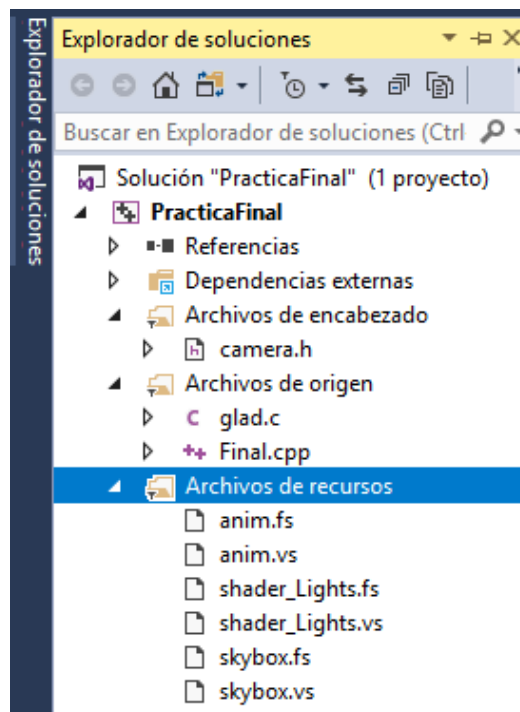 Explorador de soluciones
Explorador de soluciones
Buscar en Explorador de soluciones (Ctrl
Solución "PracticaFinal" (1 proyecto)
PracticaFinal
Referencias
Dependencias externas
Archivos de encabezado
camera.h
Archivos de origen
glad.c
Final.cpp
Archivos de recursos
anim.fs
anim.vs
shader_Lights.fs
shader_Lights.vs
skybox.fs
skybox.vs